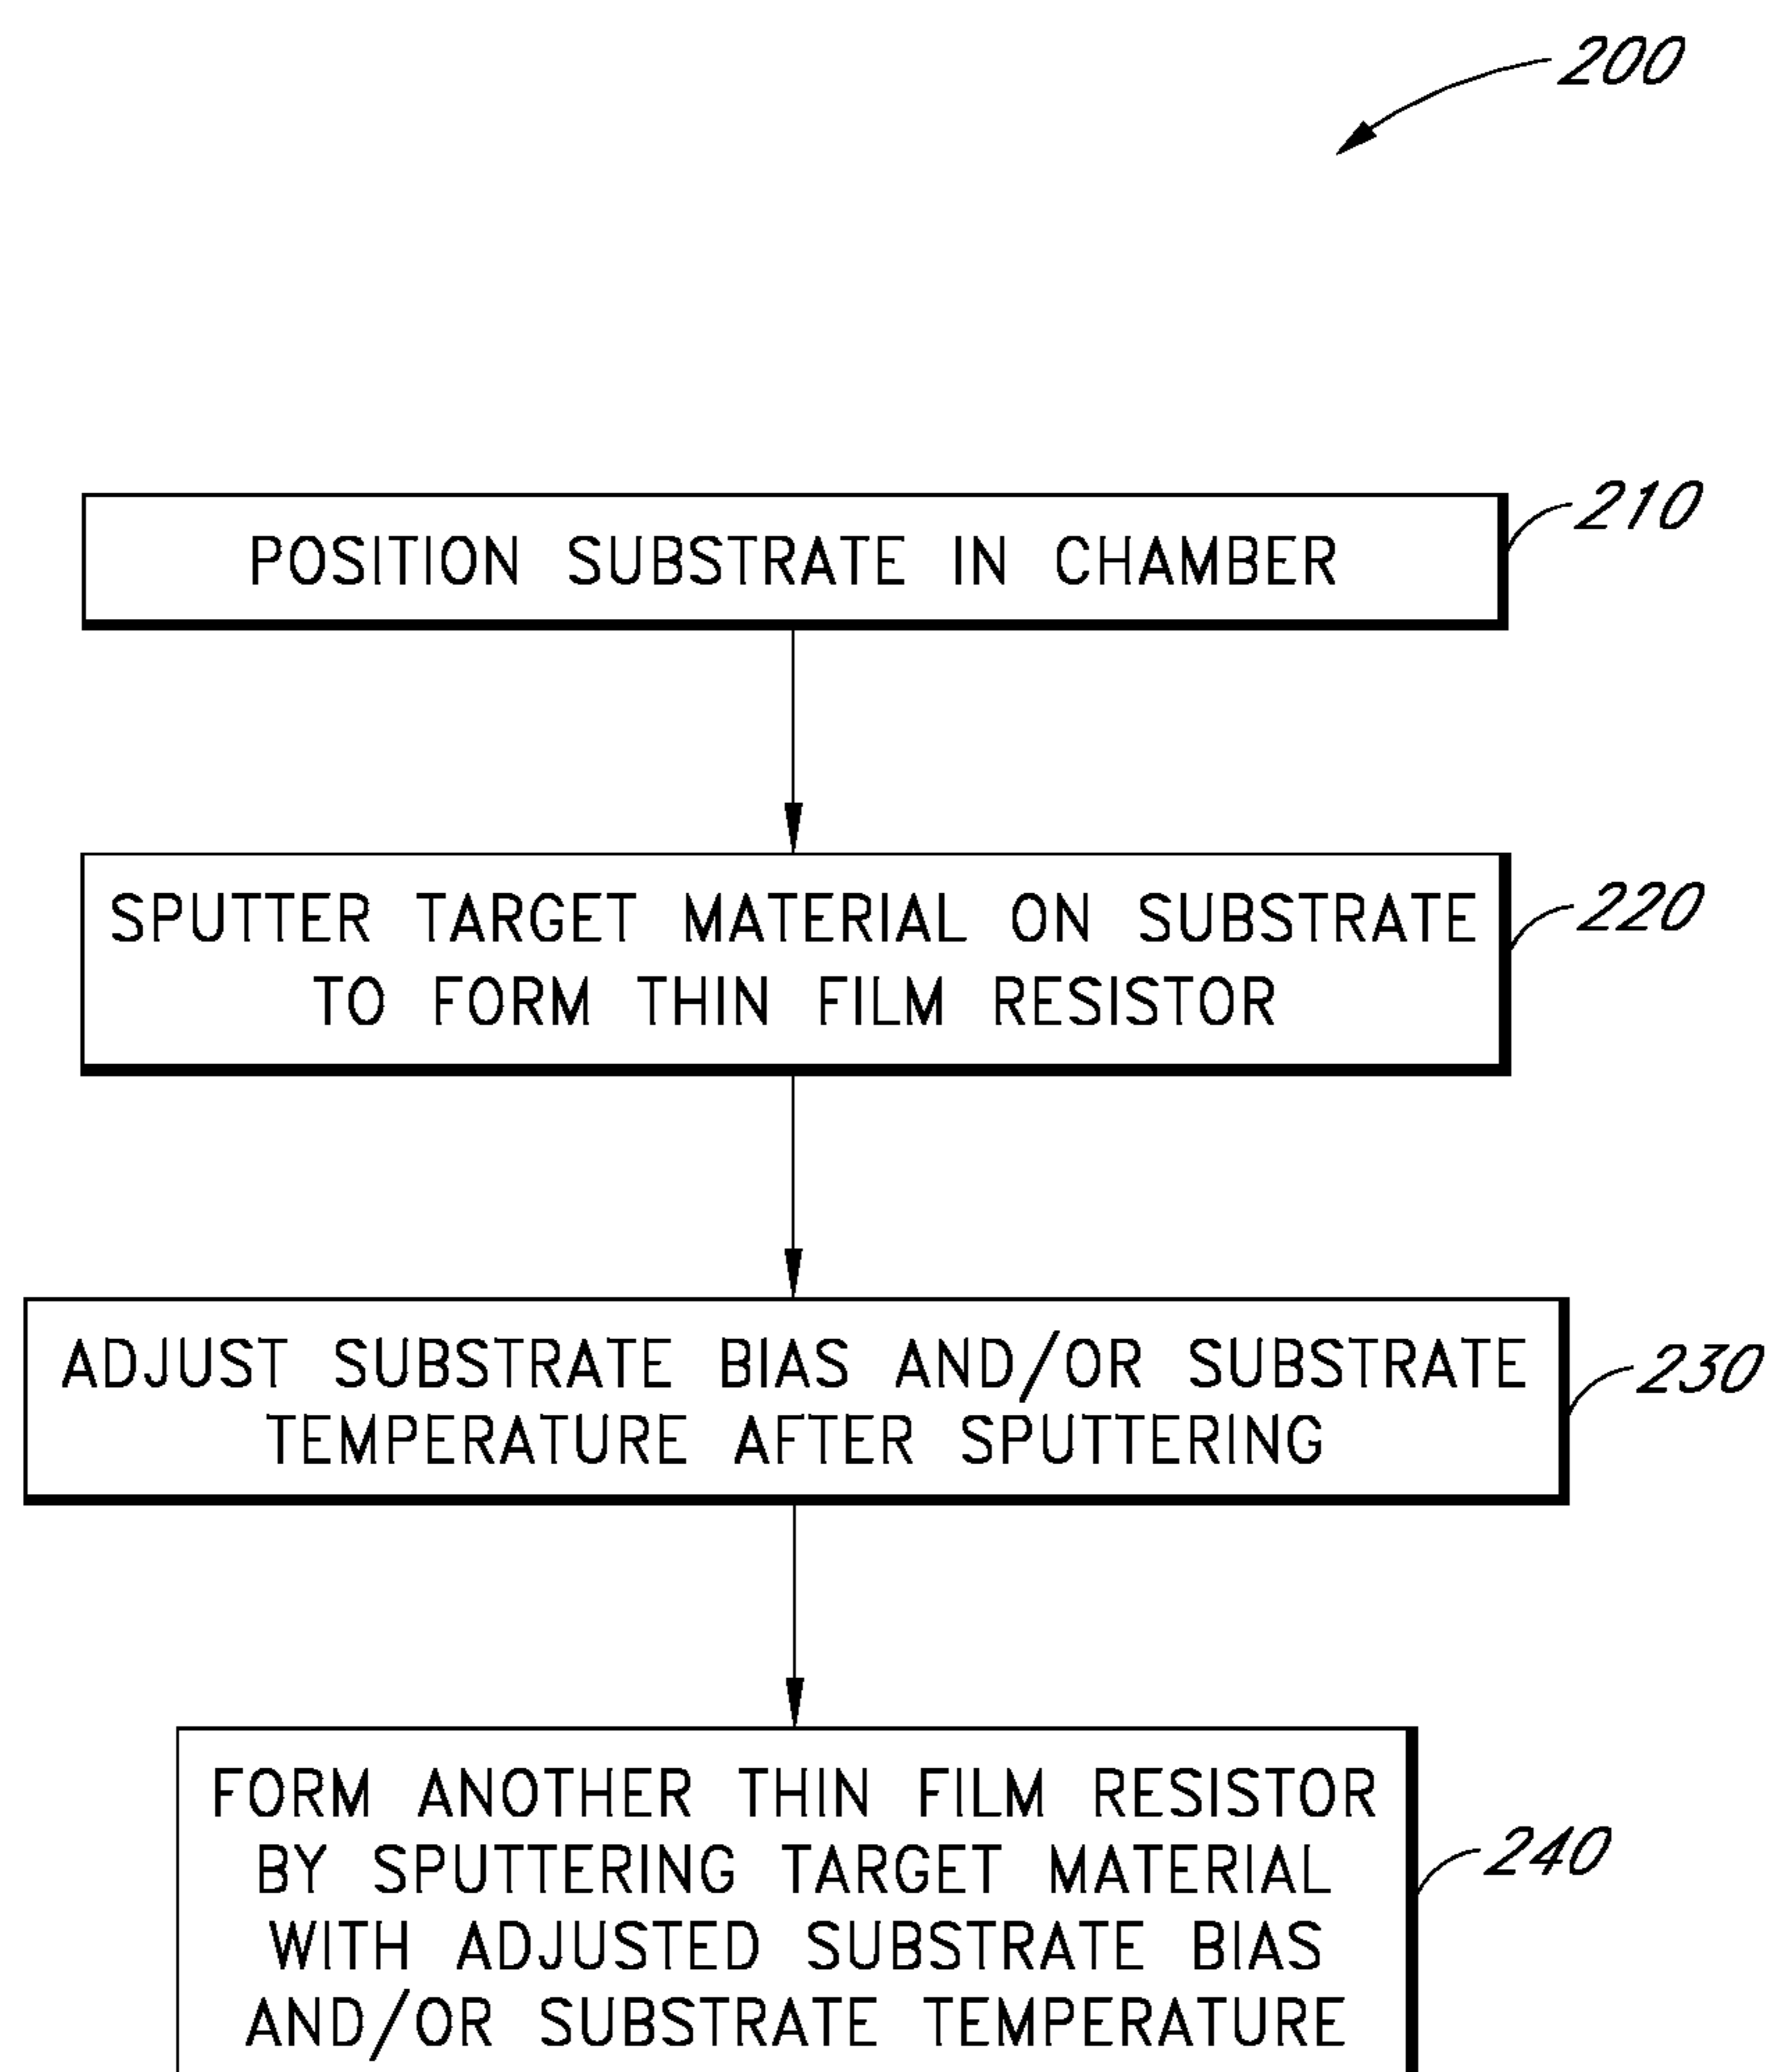 200
210
POSITION SUBSTRATE IN CHAMBER
220
SPUTTER TARGET MATERIAL ON SUBSTRATE
TO FORM THIN FILM RESISTOR
230
ADJUST SUBSTRATE BIAS AND/OR SUBSTRATE
TEMPERATURE AFTER SPUTTERING
240
FORM ANOTHER THIN FILM RESISTOR
BY SPUTTERING TARGET MATERIAL
WITH ADJUSTED SUBSTRATE BIAS
AND/OR SUBSTRATE TEMPERATURE